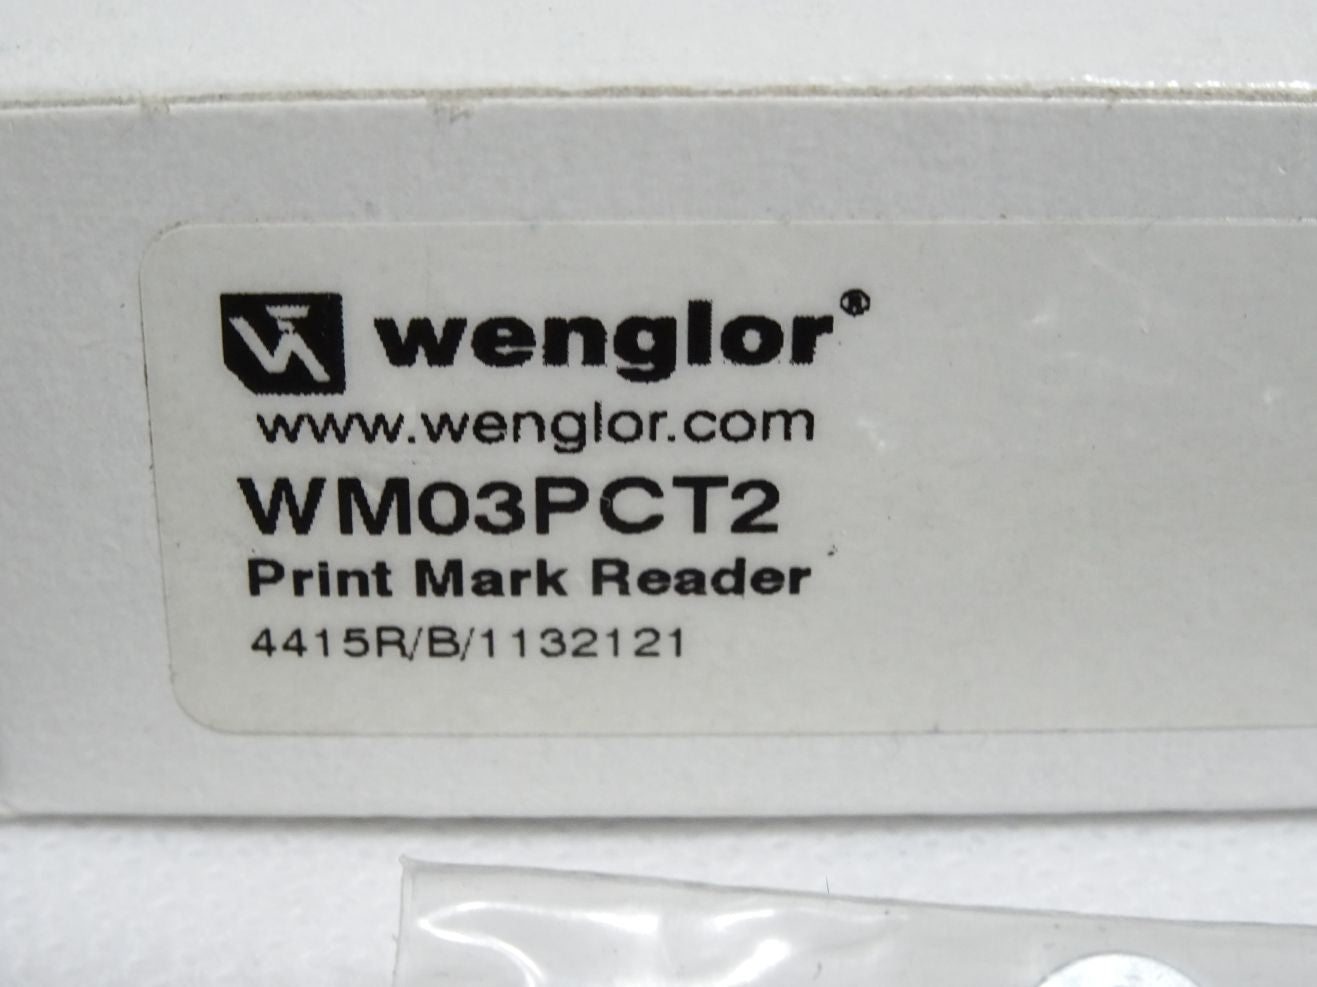 wenglor®
www.wenglor.com
WM03PCT2
Print Mark Reader
4415R/B/1132121